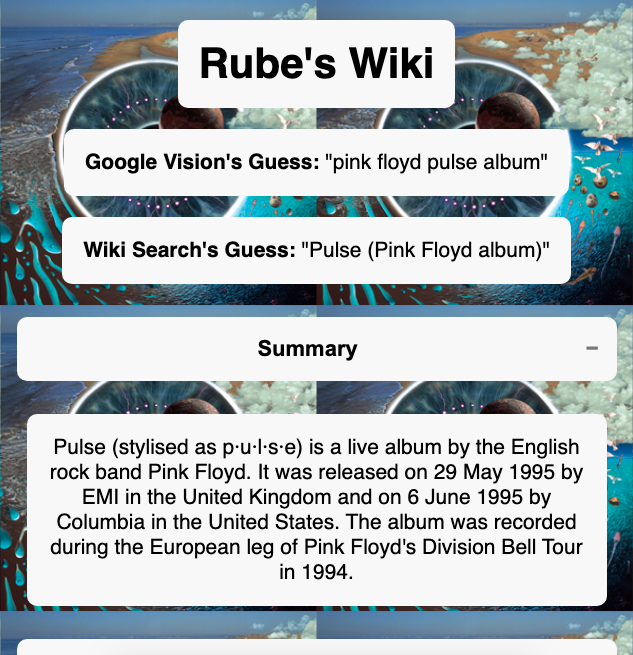 Rube's Wiki
Google Vision's Guess: "pink floyd pulse album"
Wiki Search's Guess: "Pulse (Pink Floyd album)"
Summary
Pulse (stylised as p·u·l·s·e) is a live album by the English
rock band Pink Floyd. It was released on 29 May 1995 by
EMI in the United Kingdom and on 6 June 1995 by
Columbia in the United States. The album was recorded
during the European leg of Pink Floyd's Division Bell Tour
in 1994.